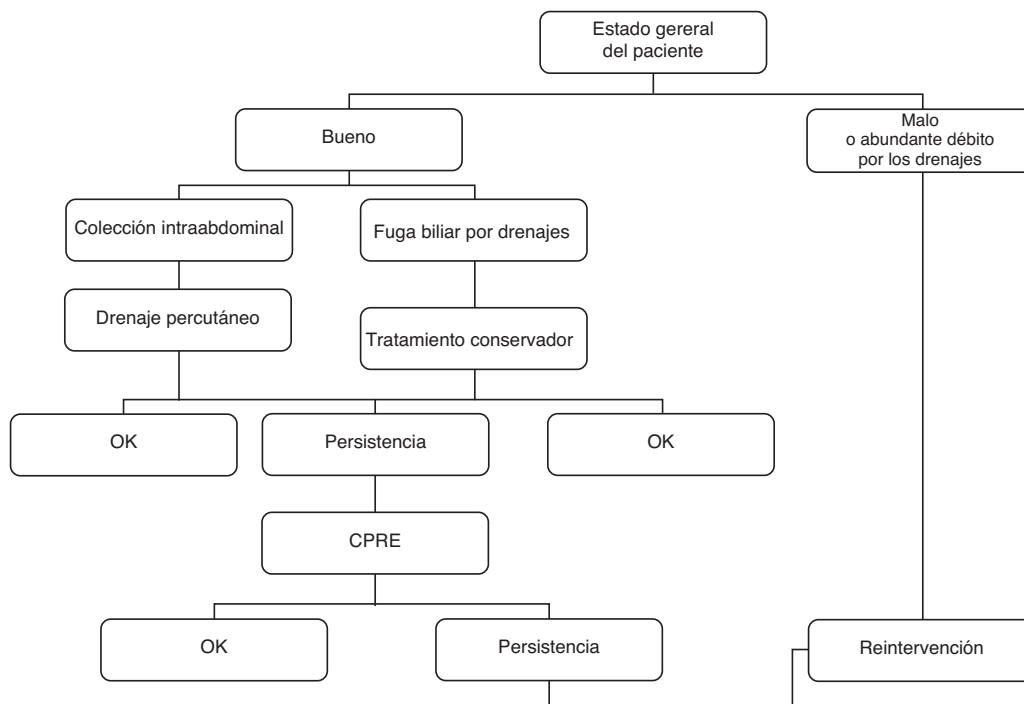 Estado gereral
del paciente
Bueno
Malo
o abundante débito
por los drenajes
Colección intraabdominal
Fuga biliar por drenajes
Drenaje percutáneo
Tratamiento conservador
OK
Persistencia
OK
CPRE
OK
Persistencia
Reintervención